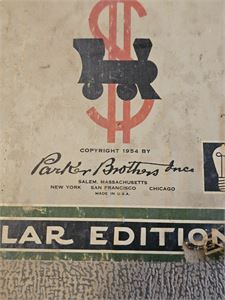 COPYRIGHT 1954 BY
Parker Brothers Inc.
SALEM, MASSACHUSETTS
NEW YORK SAN FRANCISCO CHICAGO
MADE IN U.S.A.
LAR EDITION